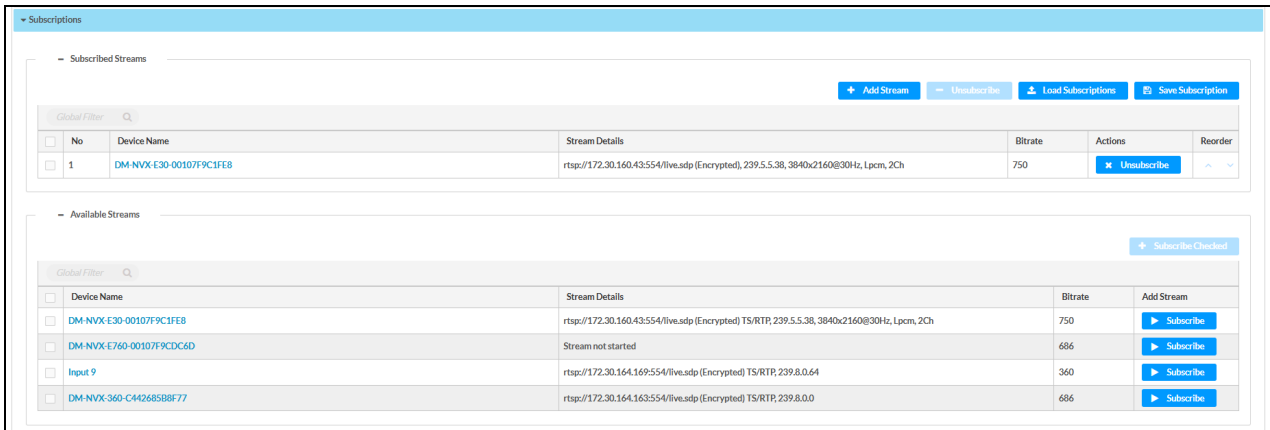 Subscriptions
Subscribed Streams
Add Stream Unsubscribe Load Subscriptions Save Subscription
Global Filter
No Device Name Stream Details Bitrate Actions Reorder
1 DM-NVX-E30-00107F9C1FE8 rtsp://172.30.160.43:554/live.sdp (Encrypted), 239.5.5.38, 3840x2160@30Hz, Lpcm, 2Ch 750 Unsubscribe
Available Streams
Subscribe Checked
Global Filter
Device Name Stream Details Bitrate Add Stream
DM-NVX-E30-00107F9C1FE8 rtsp://172.30.160.43:554/live.sdp (Encrypted) TS/RTP, 239.5.5.38, 3840x2160@30Hz, Lpcm, 2Ch 750 Subscribe
DM-NVX-E760-00107F9CDC6D Stream not started 686 Subscribe
Input 9 rtsp://172.30.164.169:554/live.sdp (Encrypted) TS/RTP, 239.8.0.64 360 Subscribe
DM-NVX-360-C442685B8F77 rtsp://172.30.164.163:554/live.sdp (Encrypted) TS/RTP, 239.8.0.0 686 Subscribe